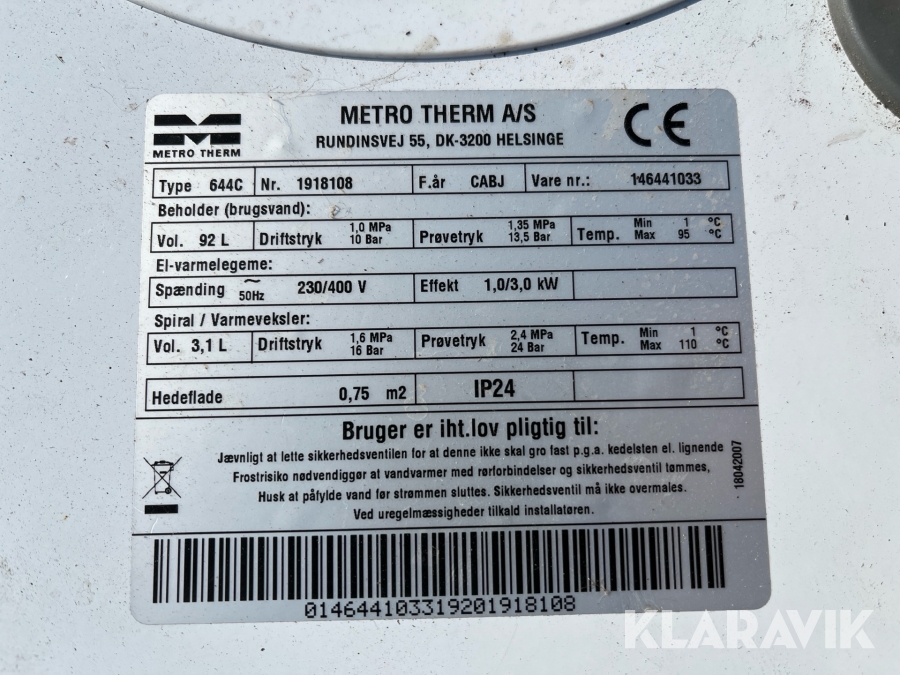 METRO THERM
METRO THERM A/S
RUNDINSVEJ 55, DK-3200 HELSINGE
CE
Type 644C Nr. 1918108 F.år CABJ Vare nr.: 146441033
Beholder (brugsvand):
Vol. 92 L Driftstryk 1,0 MPa 10 Bar Prøvetryk 1,35 MPa 13,5 Bar Temp. Min 1 °C Max 95 °C
El-varmelegeme:
Spænding ~ 50Hz 230/400 V Effekt 1,0/3,0 kW
Spiral / Varmeveksler:
Vol. 3,1 L Driftstryk 1,6 MPa 16 Bar Prøvetryk 2,4 MPa 24 Bar Temp. Min 1 °C Max 110 °C
Hedeflade 0,75 m2 IP24
Bruger er iht.lov pligtig til:
Jævnligt at lette sikkerhedsventilen for at denne ikke skal gro fast p.g.a. kedelsten el. lignende
Frostrisiko nødvendiggør at vandvarmer med rørforbindelser og sikkerhedsventil tømmes,
Husk at påfylde vand før strømmen sluttes. Sikkerhedsventil må ikke overmales.
Ved uregelmæssigheder tilkald installatøren.
18042007
01464410331920191​8108
KLARAVIK